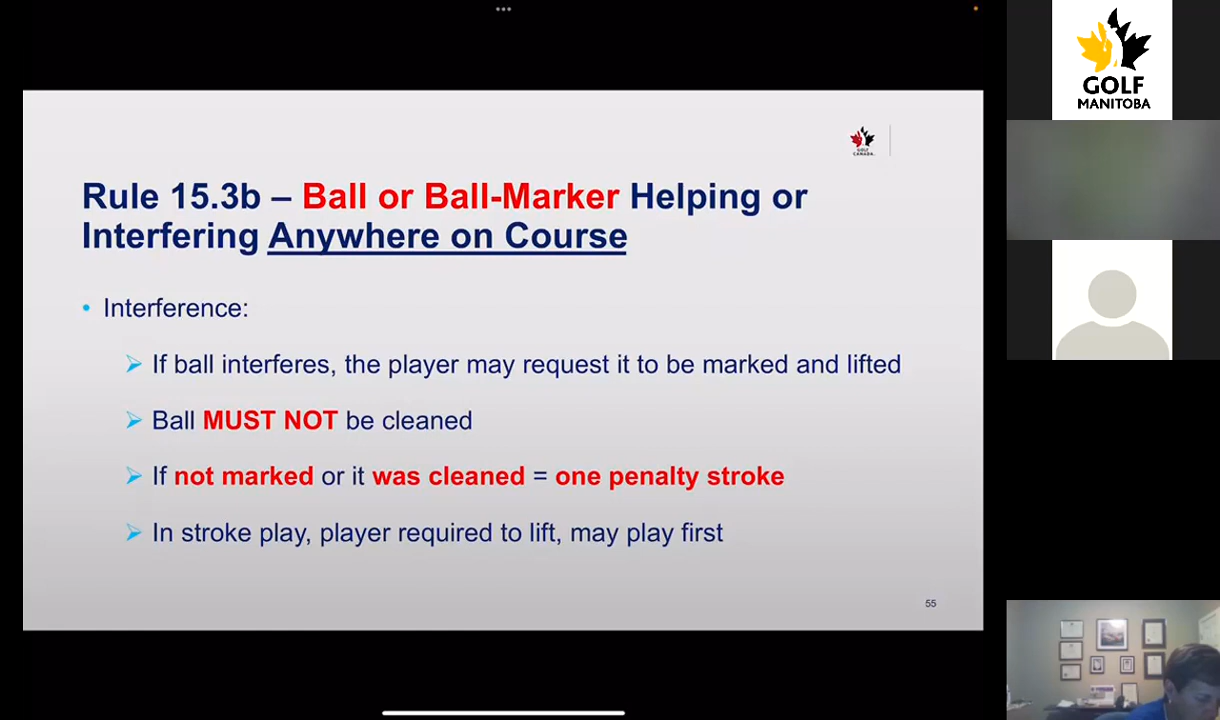 Rule 15.3b – Ball or Ball-Marker Helping or
Interfering Anywhere on Course
• Interference:
If ball interferes, the player may request it to be marked and lifted
Ball MUST NOT be cleaned
If not marked or it was cleaned = one penalty stroke
In stroke play, player required to lift, may play first
55
GOLF
CANADA
GOLF
MANITOBA